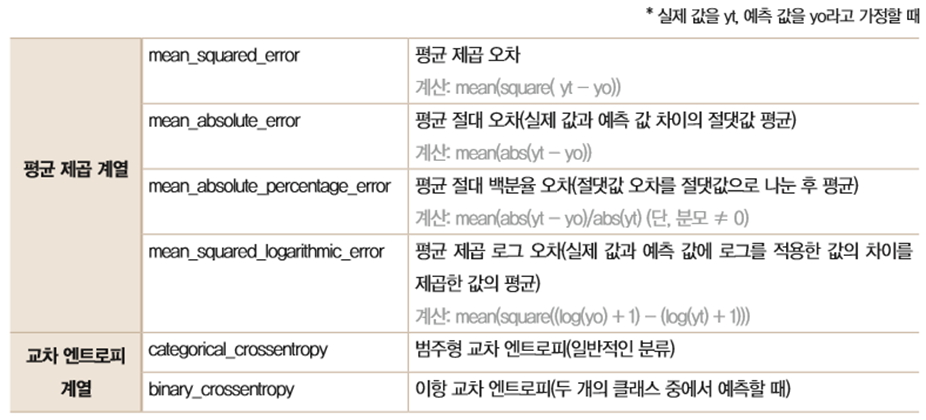 * 실제 값을 yt, 예측 값을 yo라고 가정할 때
평균 제곱 계열
mean_squared_error
평균 제곱 오차
계산: mean(square( yt - yo))
mean_absolute_error
평균 절대 오차(실제 값과 예측 값 차이의 절댓값 평균)
계산: mean(abs(yt - yo))
mean_absolute_percentage_error
평균 절대 백분율 오차(절댓값 오차를 절댓값으로 나눈 후 평균)
계산: mean(abs(yt - yo)/abs(yt) (단, 분모 ≠ 0)
mean_squared_logarithmic_error
평균 제곱 로그 오차(실제 값과 예측 값에 로그를 적용한 값의 차이를
제곱한 값의 평균)
계산: mean(square((log(yo) + 1) - (log(yt) + 1)))
교차 엔트로피
계열
categorical_crossentropy
범주형 교차 엔트로피(일반적인 분류)
binary_crossentropy
이항 교차 엔트로피(두 개의 클래스 중에서 예측할 때)